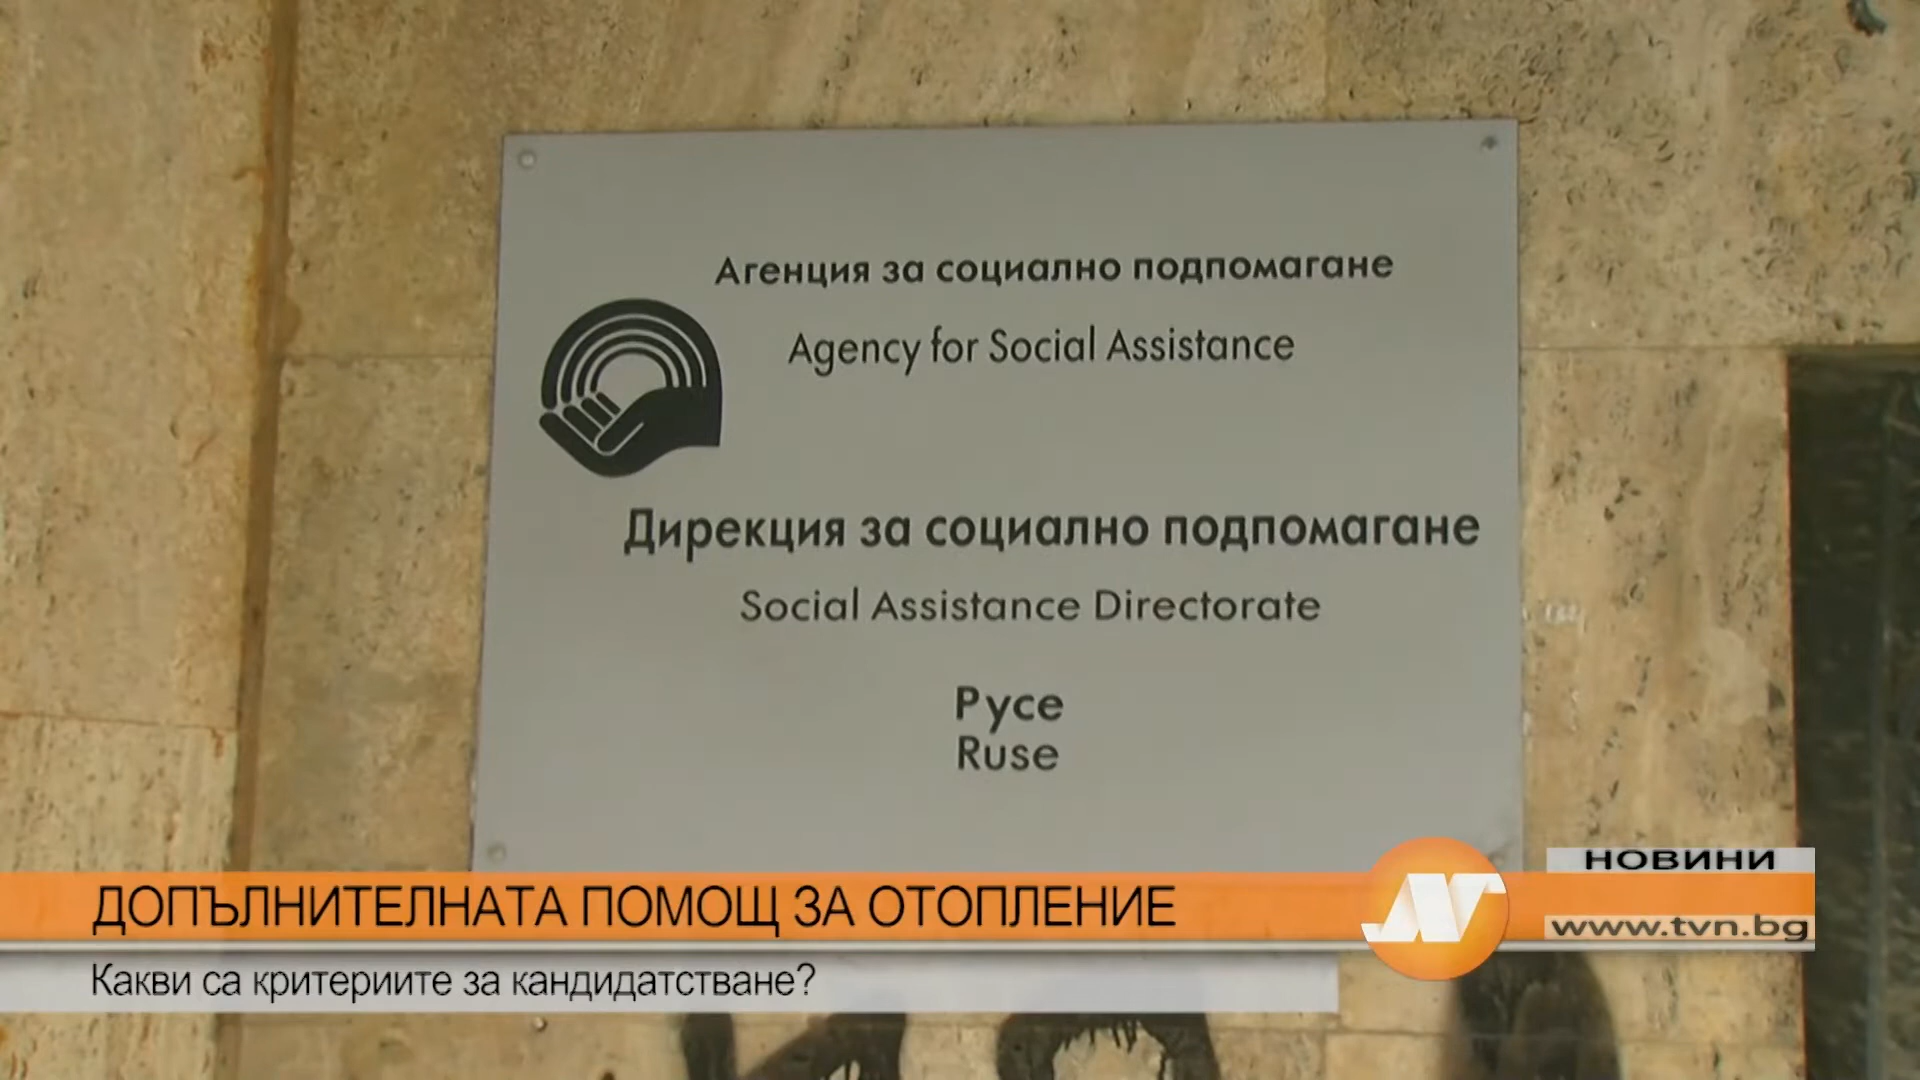 Агенция за социално подпомагане
Agency for Social Assistance
Дирекция за социално подпомагане
Social Assistance Directorate
Русе
Ruse
НОВИНИ
ДОПЪЛНИТЕЛНАТА ПОМОЩ ЗА ОТОПЛЕНИЕ
www.tvn.bg
Какви са критериите за кандидатстване?